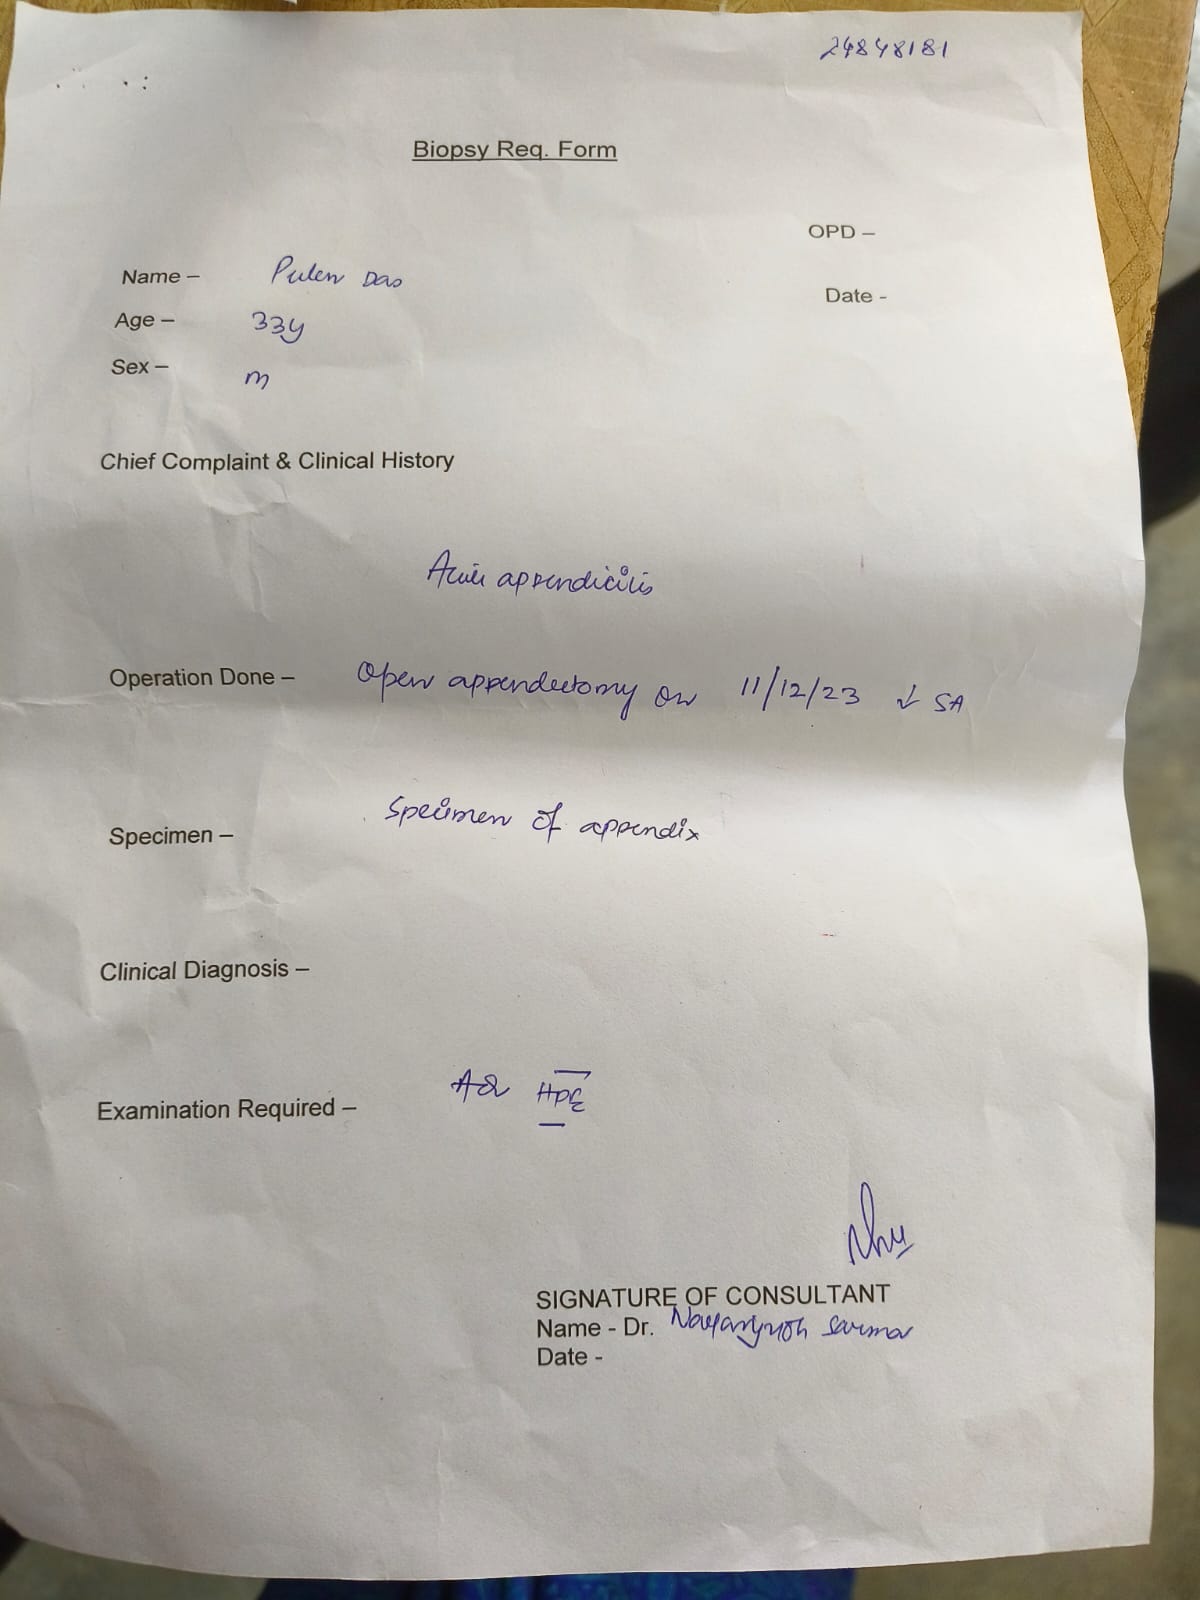 24848181
Biopsy Req. Form
OPD –
Name – Pulen Das
Date -
Age – 33y
Sex – m
Chief Complaint & Clinical History
Acute appendicitis
Operation Done – Open appendectomy on 11/12/23 ↓ SA
Specimen – Specimen of appendix
Clinical Diagnosis –
Examination Required – HPE
SIGNATURE OF CONSULTANT
Name - Dr. Sarma
Date -